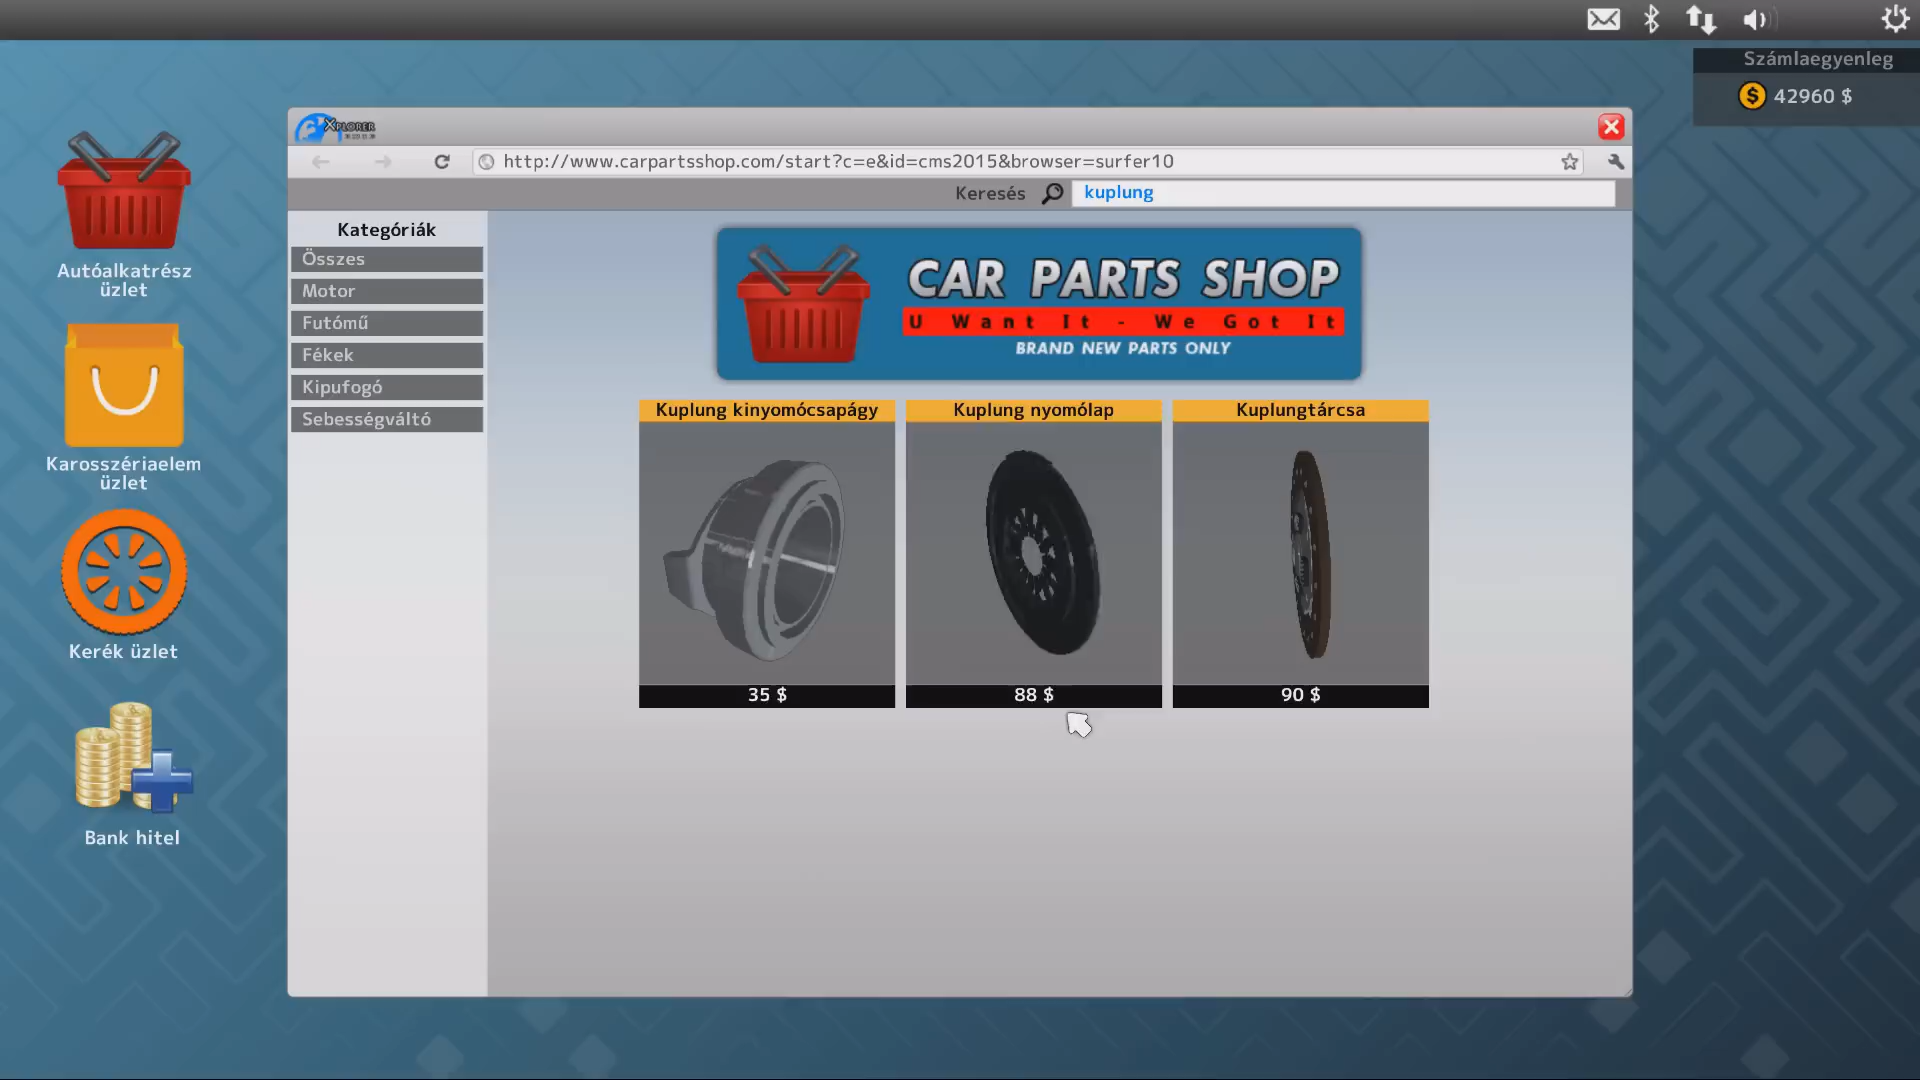 Számlaegyenleg
42960 $
XPLORER
http://www.carpartsshop.com/start?c=e&id=cms2015&browser=surfer10
Keresés
kuplung
Autóalkatrész
üzlet
Karosszériaelem
üzlet
Kerék üzlet
Bank hitel
Kategóriák
Összes
Motor
Futómű
Fékek
Kipufogó
Sebességváltó
CAR PARTS SHOP
U Want It - We Got It
BRAND NEW PARTS ONLY
Kuplung kinyomócsapágy
Kuplung nyomólap
Kuplungtárcsa
35 $
88 $
90 $